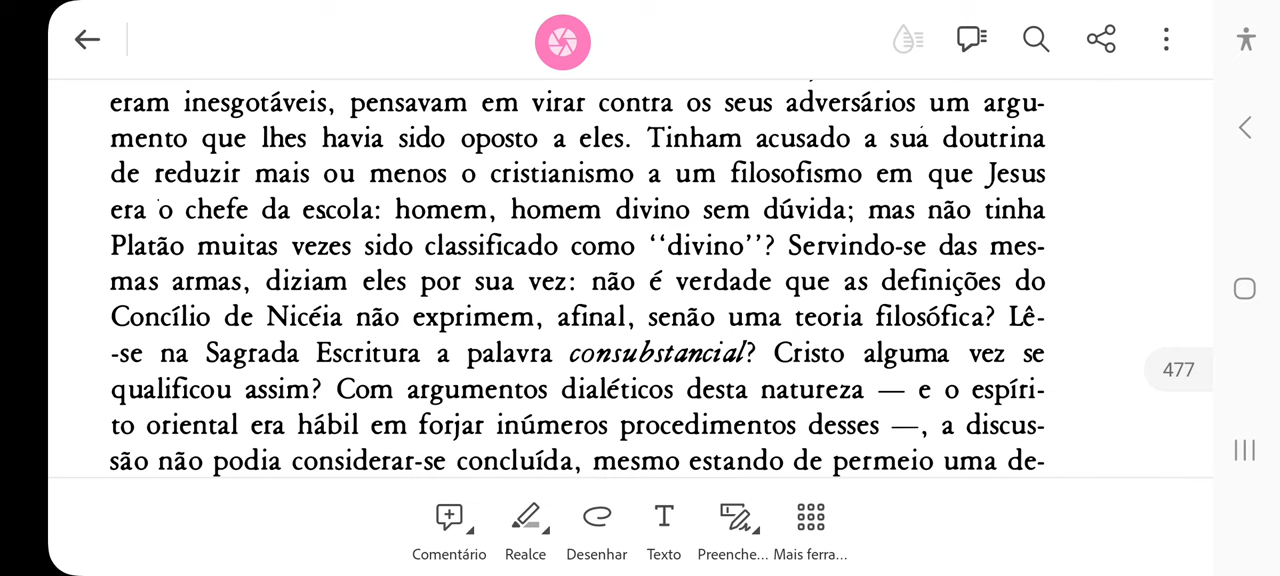 eram inesgotáveis, pensavam em virar contra os seus adversários um argu-
mento que lhes havia sido oposto a eles. Tinham acusado a sua doutrina
de reduzir mais ou menos o cristianismo a um filosofismo em que Jesus
era o chefe da escola: homem, homem divino sem dúvida; mas não tinha
Platão muitas vezes sido classificado como ‘‘divino’’? Servindo-se das mes-
mas armas, diziam eles por sua vez: não é verdade que as definições do
Concílio de Nicéia não exprimem, afinal, senão uma teoria filosófica? Lê-
-se na Sagrada Escritura a palavra consubstancial? Cristo alguma vez se
qualificou assim? Com argumentos dialéticos desta natureza — e o espíri-
to oriental era hábil em forjar inúmeros procedimentos desses —, a discus-
são não podia considerar-se concluída, mesmo estando de permeio uma de-
477
Comentário Realce Desenhar Texto Preenche... Mais ferra...